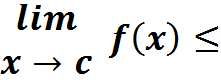 lim
x → c f(x) ≤